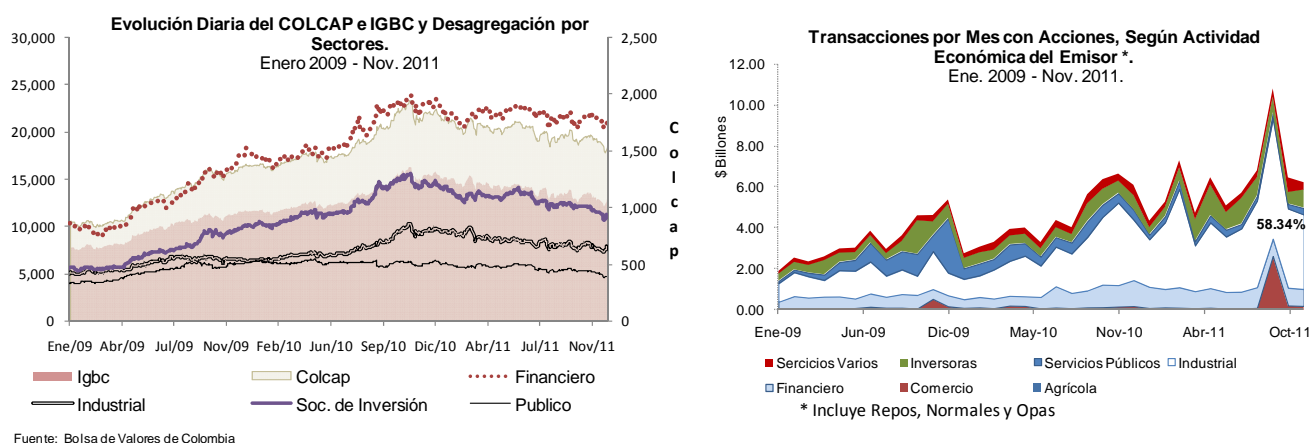 Evolución Diaria del COLCAP e IGBC y Desagregación por
Sectores.
Enero 2009 - Nov. 2011
30,000
25,000
20,000
15,000
10,000
5,000
0
2,500
2,000
1,500
1,000
500
0
Colcap
Ene/09 Abr/09 Jul/09 Nov/09 Feb/10 Jun/10 Sep/10 Dic/10 Abr/11 Jul/11 Nov/11
Igbc Colcap Financiero
Industrial Soc. de Inversión Publico
Fuente: Bolsa de Valores de Colombia
Transacciones por Mes con Acciones, Según Actividad
Económica del Emisor *.
Ene. 2009 - Nov. 2011.
$ Billones
12.00
10.00
8.00
6.00
4.00
2.00
0.00
58.34%
Ene-09 Jun-09 Dic-09 May-10 Nov-10 Abr-11 Oct-11
Sercicios Varios Inversoras Servicios Públicos Industrial
Financiero Comercio Agrícola
* Incluye Repos, Normales y Opas